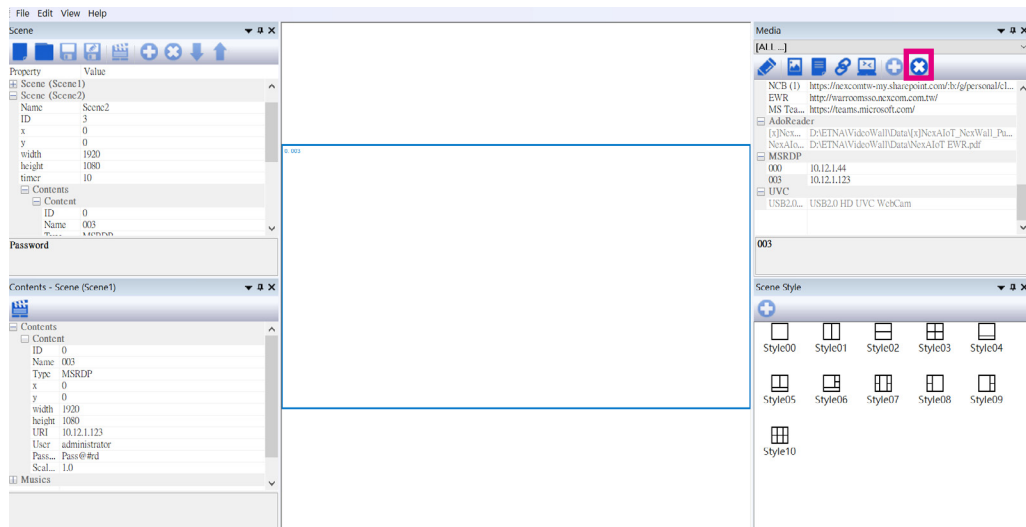 File Edit View Help
Scene
Property Value
Scene (Scene1)
Scene (Scene2)
Name Scene2
ID 3
x 0
y 0
width 1920
height 1080
timer 10
Contents
Content
ID 0
Name 003
Password
Contents - Scene (Scene1)
Contents
Content
ID 0
Name 003
Type MSRDP
x 0
y 0
width 1920
height 1080
URI 10.12.1.123
User administrator
Pass... Pass@#rd
Scal... 1.0
Musics
0. 003
Media
[ALL ...]
NCB (1) https://nexcomtw-my.sharepoint.com/:b:/g/personal/cl...
EWR http://warroomsso.nexcom.com.tw/
MS Tea... https://teams.microsoft.com/
AdoReader
[x]Nex... D:\ETNA\VideoWall\Data\[x]NexAIoT_NexWall_Pu...
NexAIo... D:\ETNA\VideoWall\Data\NexAIoT EWR.pdf
MSRDP
000 10.12.1.44
003 10.12.1.123
UVC
USB2.0... USB2.0 HD UVC WebCam
003
Scene Style
Style00 Style01 Style02 Style03 Style04
Style05 Style06 Style07 Style08 Style09
Style10